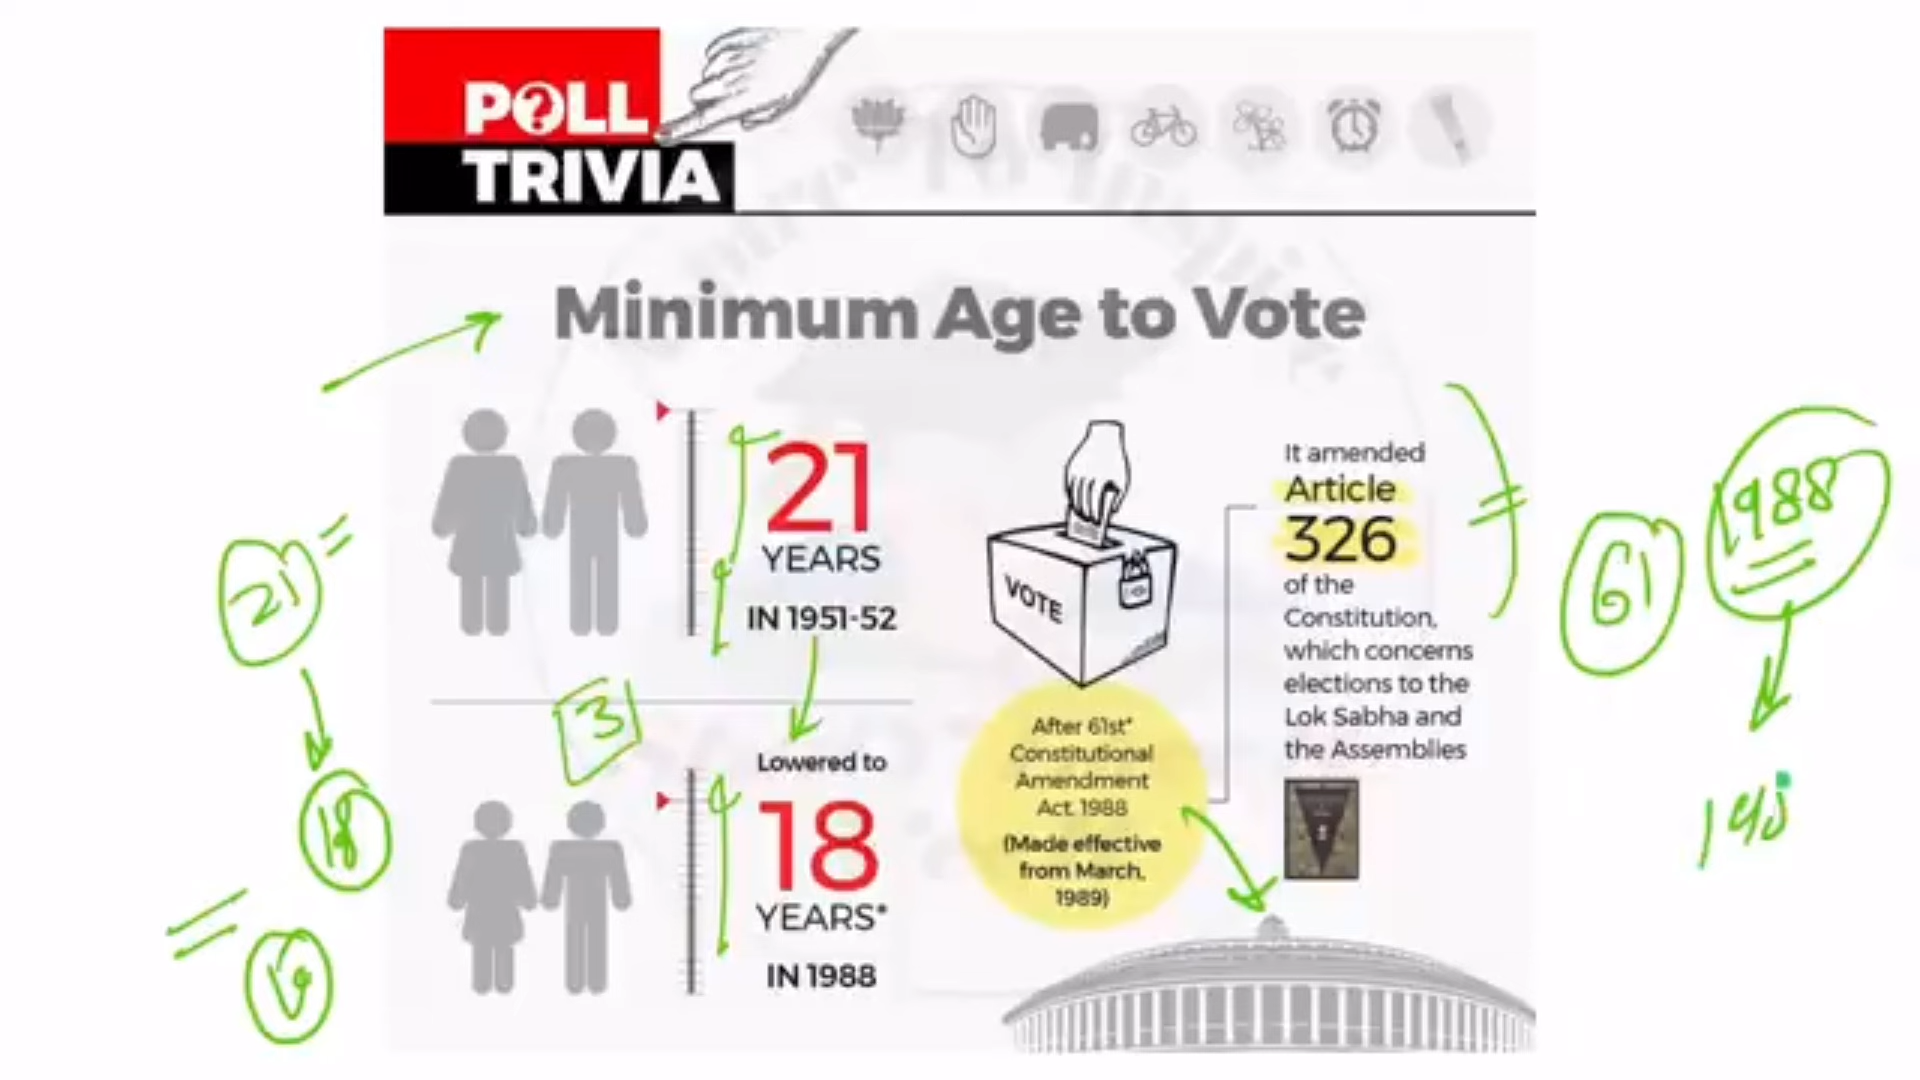 P?LL
TRIVIA
Minimum Age to Vote
21
YEARS
IN 1951-52
Lowered to
18
YEARS*
IN 1988
VOTE
After 61st*
Constitutional
Amendment
Act, 1988
(Made effective
from March,
1989)
It amended
Article
326
of the
Constitution,
which concerns
elections to the
Lok Sabha and
the Assemblies
21 =
18
3
61
1988